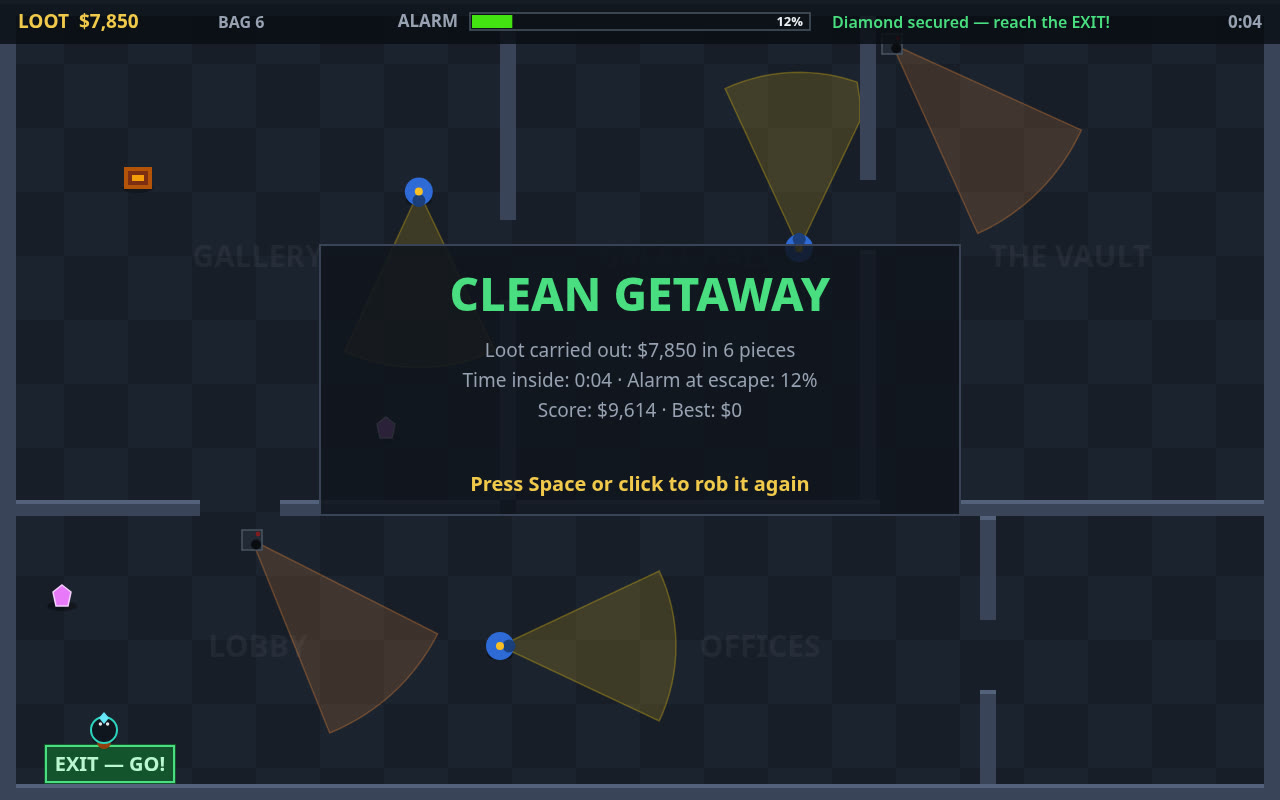 LOOT $7,850
BAG 6
ALARM
12%
Diamond secured — reach the EXIT!
0:04
GALLERY
THE VAULT
CLEAN GETAWAY
Loot carried out: $7,850 in 6 pieces
Time inside: 0:04 · Alarm at escape: 12%
Score: $9,614 · Best: $0
Press Space or click to rob it again
LOBBY
OFFICES
EXIT — GO!